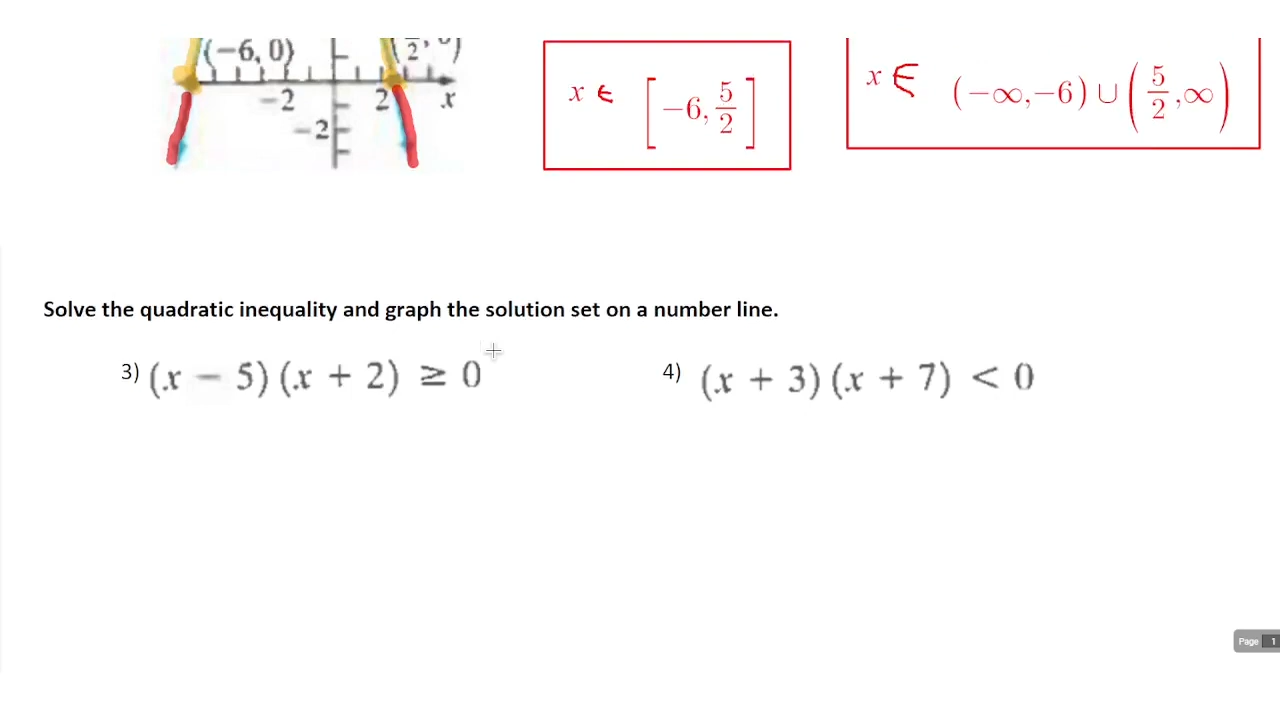 (−6, 0)
−2
2
x
−2
x ∈ [−6, 5/2]
x ∈ (−∞,−6) ∪ (5/2,∞)
Solve the quadratic inequality and graph the solution set on a number line.
3) (x − 5)(x + 2) ≥ 0
4) (x + 3)(x + 7) < 0
Page 1